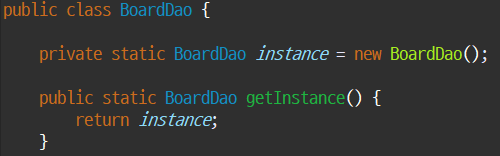 public class BoardDao {
private static BoardDao instance = new BoardDao();
public static BoardDao getInstance() {
return instance;
}